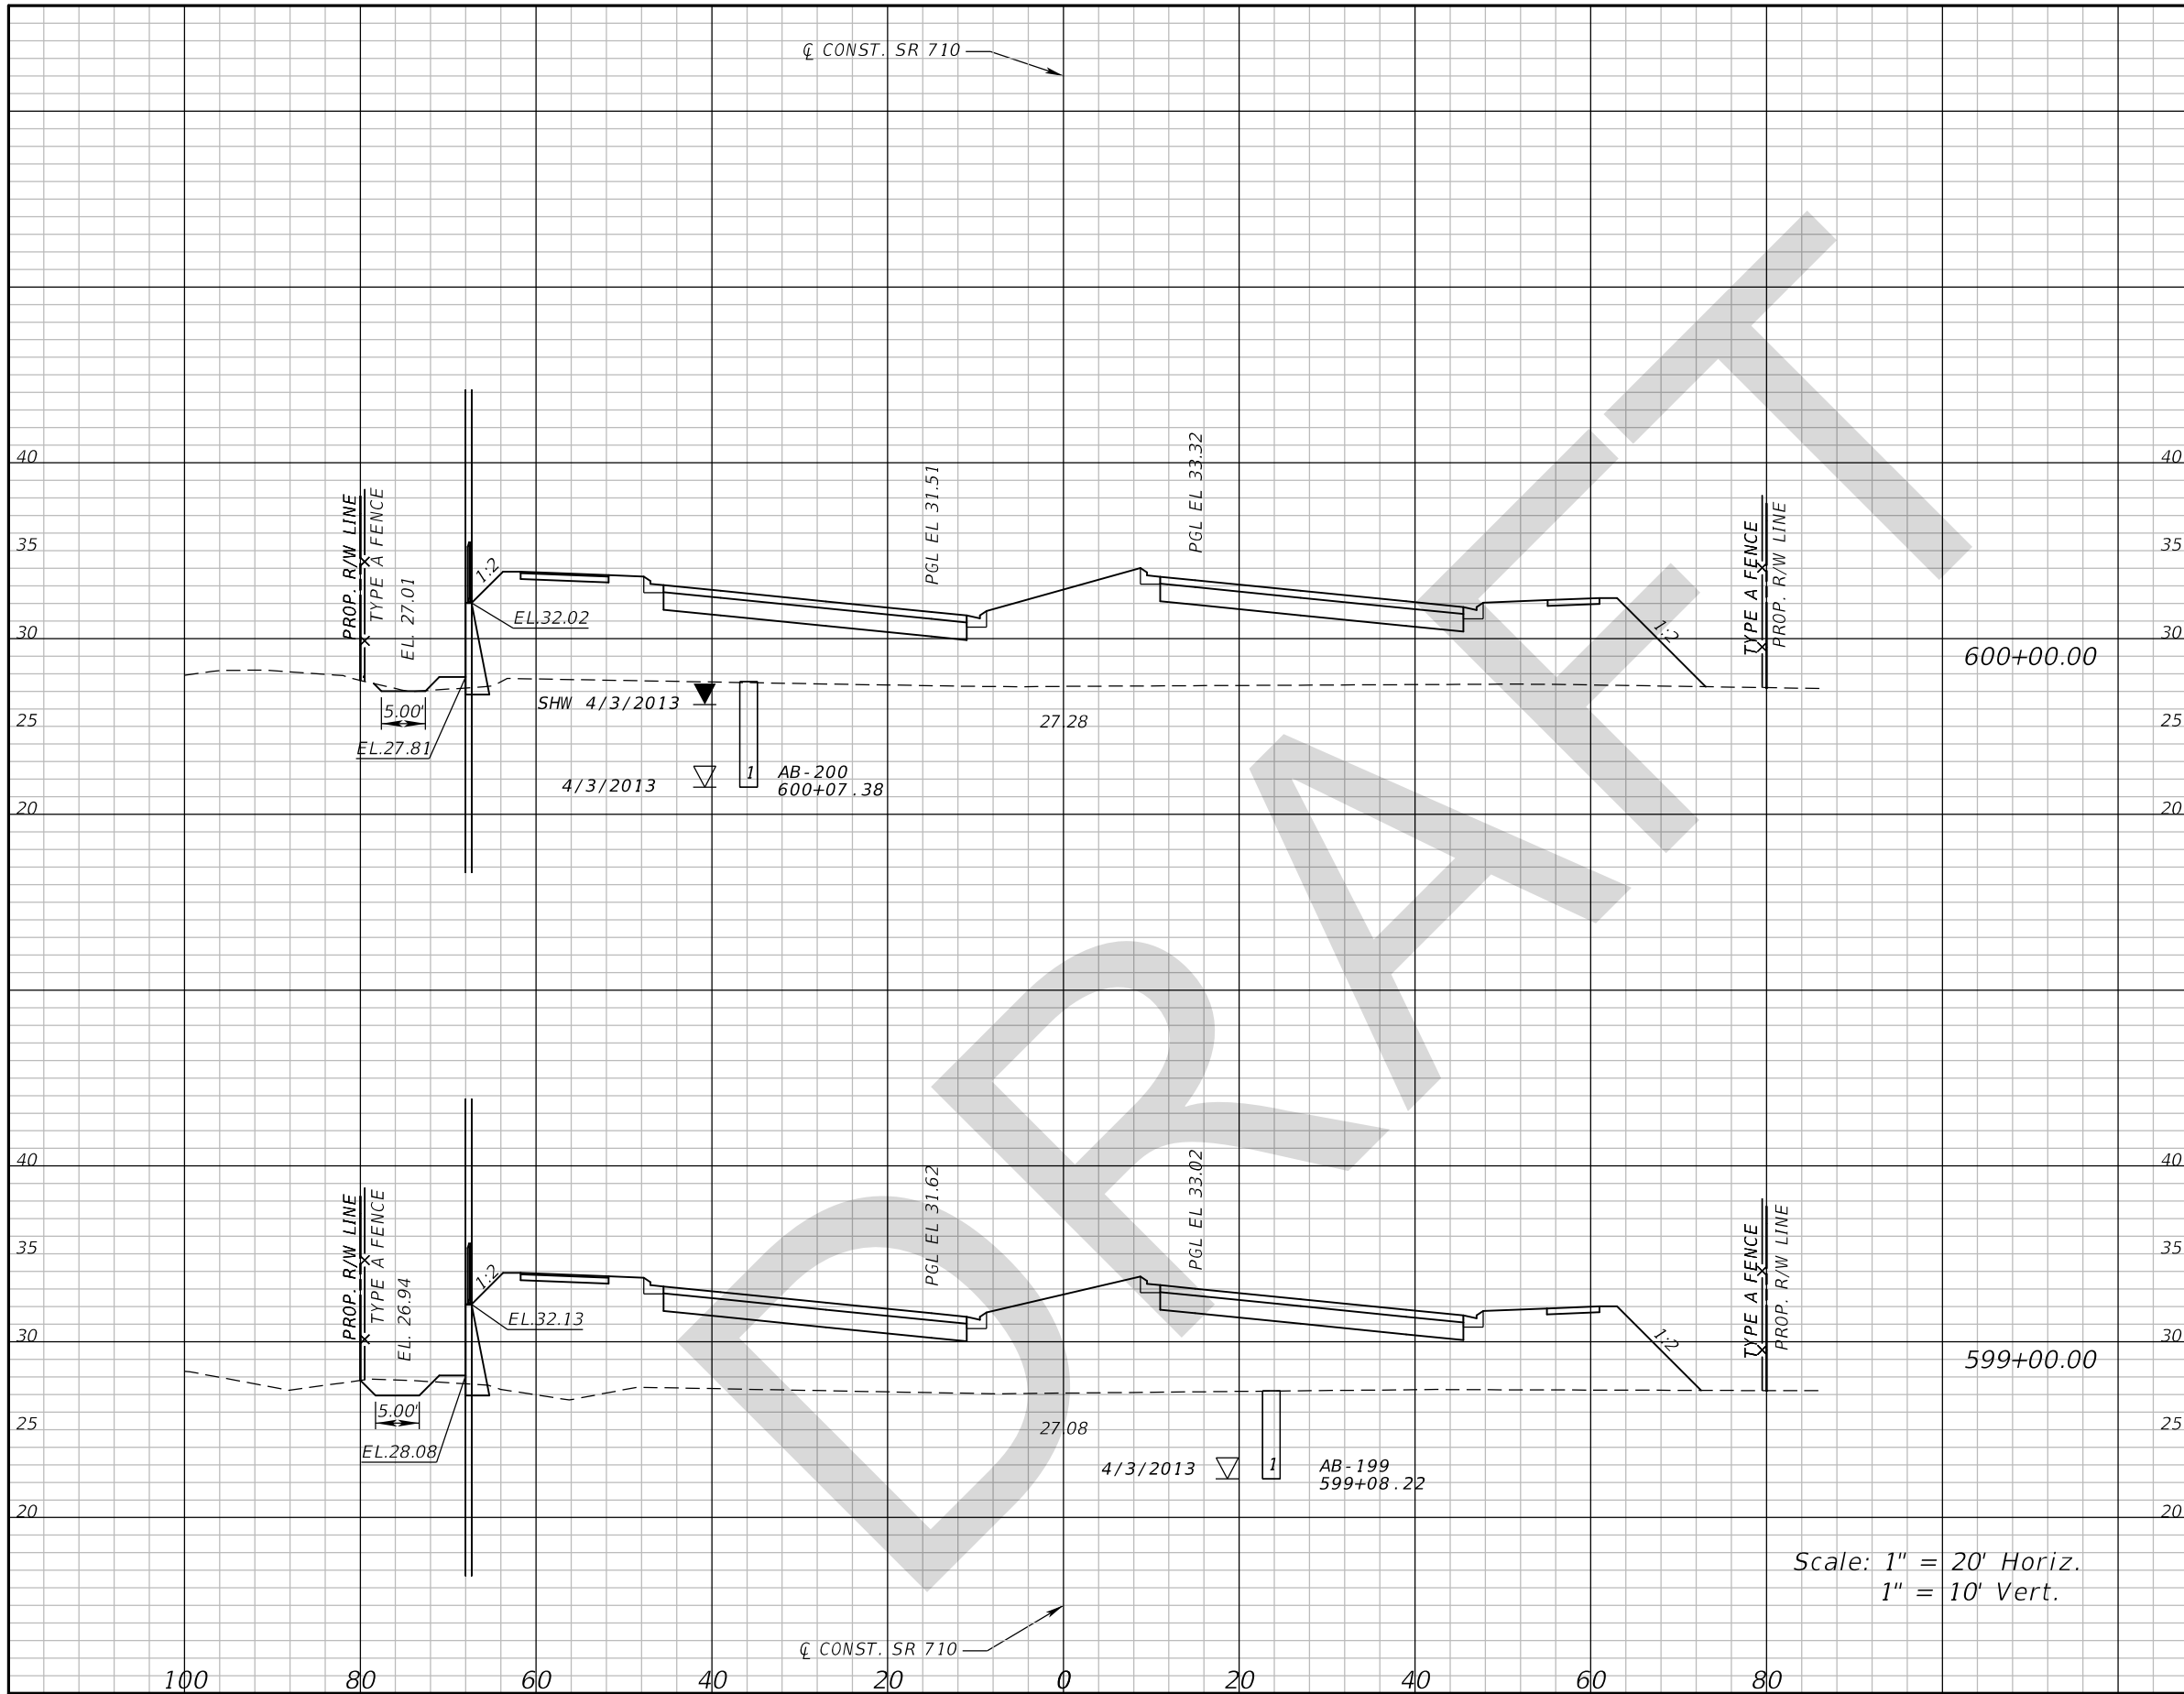 ℄ CONST. SR 710
40
40
35
35
30
30
25
25
20
20
PROP. R/W LINE
TYPE A FENCE
EL. 27.01
1:2
EL.32.02
5.00'
EL.27.81
SHW 4/3/2013
4/3/2013
1
AB-200
600+07.38
PGL EL 31.51
27.28
PGL EL 33.32
1:2
TYPE A FENCE
PROP. R/W LINE
600+00.00
40
40
35
35
30
30
25
25
20
20
PROP. R/W LINE
TYPE A FENCE
EL. 26.94
1:2
EL.32.13
5.00'
EL.28.08
PGL EL 31.62
27.08
PGL EL 33.02
4/3/2013
1
AB-199
599+08.22
1:2
TYPE A FENCE
PROP. R/W LINE
599+00.00
DRAFT
Scale: 1" = 20' Horiz.
1" = 10' Vert.
℄ CONST. SR 710
100 80 60 40 20 0 20 40 60 80